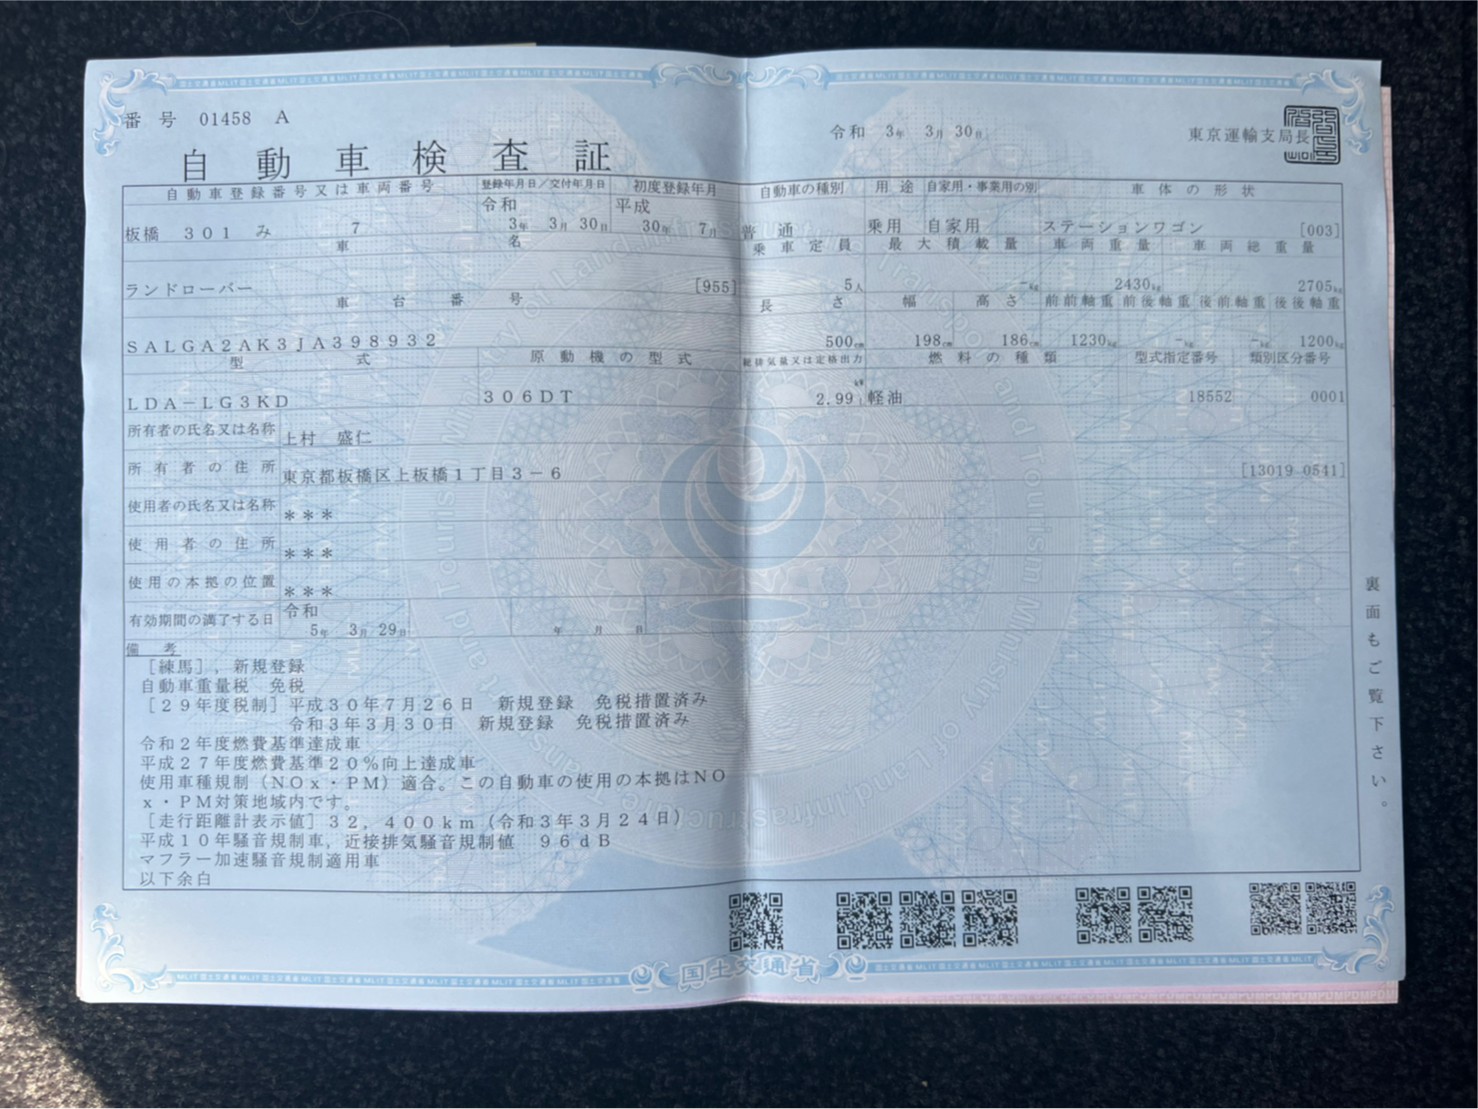 番号 01458 A
令和 3年 3月 30日
東京運輸支局長
自動車検査証
自動車登録番号又は車両番号 登録年月日/交付年月日 初度登録年月 自動車の種別 用途 自家用・事業用の別 車体の形状
板橋 301 み 7 令和 3年 3月 30日 平成 30年 7月 普通 乗用 自家用 ステーションワゴン [003]
車名 乗車定員 最大積載量 車両重量 車両総重量
ランドローバー [955] 5人 -kg 2430kg 2705kg
車台番号 長さ 幅 高さ 前前軸重 前後軸重 後前軸重 後後軸重
SALGA2AK3JA398932 500cm 198cm 186cm 1230kg -kg -kg 1200kg
型式 原動機の型式 総排気量又は定格出力 燃料の種類 型式指定番号 類別区分番号
LDA-LG3KD 306DT kW 2.99 L 軽油 18552 0001
所有者の氏名又は名称 上村 盛仁
所有者の住所 東京都板橋区上板橋1丁目3-6 [13019 0541]
使用者の氏名又は名称 ***
使用者の住所 ***
使用の本拠の位置 ***
有効期間の満了する日 令和 5年 3月 29日 年 月 日
備考
[練馬],新規登録
自動車重量税 免税
[29年度税制]平成30年7月26日 新規登録 免税措置済み
令和3年3月30日 新規登録 免税措置済み
令和2年度燃費基準達成車
平成27年度燃費基準20%向上達成車
使用車種規制(NOx・PM)適合。この自動車の使用の本拠はNO
x・PM対策地域内です。
[走行距離計表示値]32,400km(令和3年3月24日)
平成10年騒音規制車,近接排気騒音規制値 96dB
マフラー加速騒音規制適用車
以下余白
裏面もご覧下さい。
国土交通省